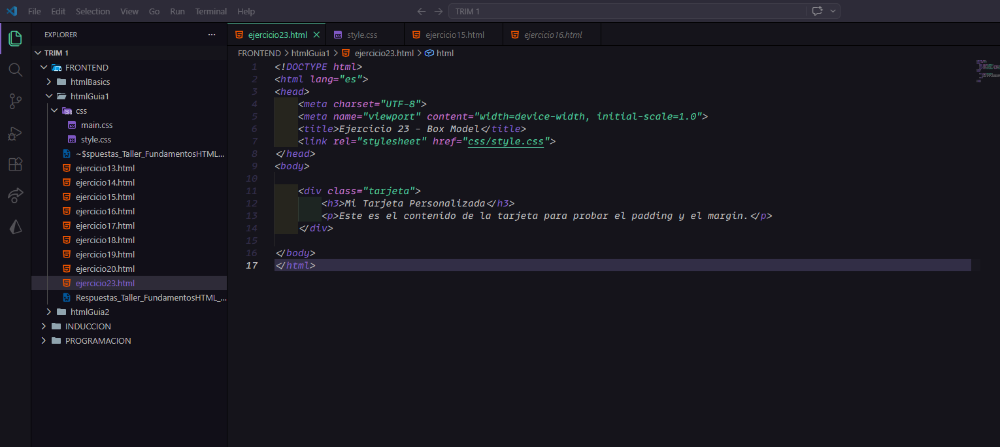 File Edit Selection View Go Run Terminal Help TRIM 1
EXPLORER ···
TRIM 1
FRONTEND
htmlBasics
htmlGuia1
css
main.css
style.css
~$spuestas_Taller_FundamentosHTML...
ejercicio13.html
ejercicio14.html
ejercicio15.html
ejercicio16.html
ejercicio17.html
ejercicio18.html
ejercicio19.html
ejercicio20.html
ejercicio23.html
Respuestas_Taller_FundamentosHTML_...
htmlGuia2
INDUCCION
PROGRAMACION
ejercicio23.html style.css ejercicio15.html ejercicio16.html
FRONTEND > htmlGuia1 > ejercicio23.html > html
1 <!DOCTYPE html>
2 <html lang="es">
3 <head>
4 <meta charset="UTF-8">
5 <meta name="viewport" content="width=device-width, initial-scale=1.0">
6 <title>Ejercicio 23 - Box Model</title>
7 <link rel="stylesheet" href="css/style.css">
8 </head>
9 <body>
10
11 <div class="tarjeta">
12 <h3>Mi Tarjeta Personalizada</h3>
13 <p>Este es el contenido de la tarjeta para probar el padding y el margin.</p>
14 </div>
15
16 </body>
17 </html>